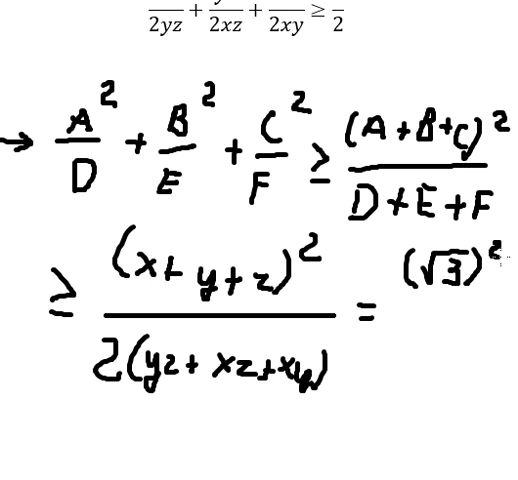 2yz + 2xz + 2xy ≥ 2
→ A²/D + B²/E + C²/F ≥ (A+B+C)²/D+E+F
≥ (x+y+z)²/2(yz+xz+xy) = (√3)²